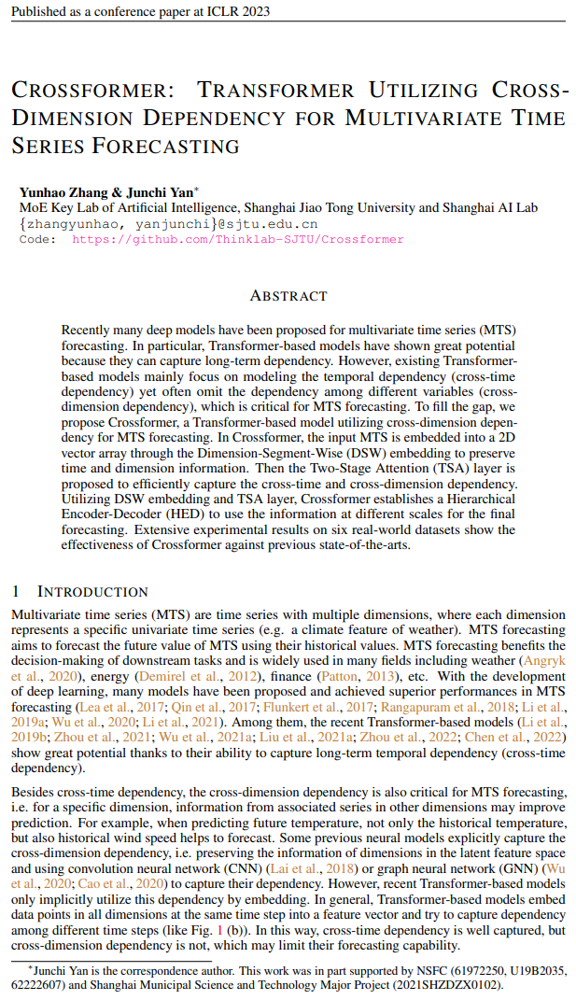 Published as a conference paper at ICLR 2023
CROSSFORMER: TRANSFORMER UTILIZING CROSS-
DIMENSION DEPENDENCY FOR MULTIVARIATE TIME
SERIES FORECASTING
Yunhao Zhang & Junchi Yan*
MoE Key Lab of Artificial Intelligence, Shanghai Jiao Tong University and Shanghai AI Lab
{zhangyunhao, yanjunchi}@sjtu.edu.cn
Code: https://github.com/Thinklab-SJTU/Crossformer
ABSTRACT
Recently many deep models have been proposed for multivariate time series (MTS)
forecasting. In particular, Transformer-based models have shown great potential
because they can capture long-term dependency. However, existing Transformer-
based models mainly focus on modeling the temporal dependency (cross-time
dependency) yet often omit the dependency among different variables (cross-
dimension dependency), which is critical for MTS forecasting. To fill the gap, we
propose Crossformer, a Transformer-based model utilizing cross-dimension depen-
dency for MTS forecasting. In Crossformer, the input MTS is embedded into a 2D
vector array through the Dimension-Segment-Wise (DSW) embedding to preserve
time and dimension information. Then the Two-Stage Attention (TSA) layer is
proposed to efficiently capture the cross-time and cross-dimension dependency.
Utilizing DSW embedding and TSA layer, Crossformer establishes a Hierarchical
Encoder-Decoder (HED) to use the information at different scales for the final
forecasting. Extensive experimental results on six real-world datasets show the
effectiveness of Crossformer against previous state-of-the-arts.
1 INTRODUCTION
Multivariate time series (MTS) are time series with multiple dimensions, where each dimension
represents a specific univariate time series (e.g. a climate feature of weather). MTS forecasting
aims to forecast the future value of MTS using their historical values. MTS forecasting benefits the
decision-making of downstream tasks and is widely used in many fields including weather (Angryk
et al., 2020), energy (Demirel et al., 2012), finance (Patton, 2013), etc. With the development
of deep learning, many models have been proposed and achieved superior performances in MTS
forecasting (Lea et al., 2017; Qin et al., 2017; Flunkert et al., 2017; Rangapuram et al., 2018; Li et al.,
2019a; Wu et al., 2020; Li et al., 2021). Among them, the recent Transformer-based models (Li et al.,
2019b; Zhou et al., 2021; Wu et al., 2021a; Liu et al., 2021a; Zhou et al., 2022; Chen et al., 2022)
show great potential thanks to their ability to capture long-term temporal dependency (cross-time
dependency).
Besides cross-time dependency, the cross-dimension dependency is also critical for MTS forecasting,
i.e. for a specific dimension, information from associated series in other dimensions may improve
prediction. For example, when predicting future temperature, not only the historical temperature,
but also historical wind speed helps to forecast. Some previous neural models explicitly capture the
cross-dimension dependency, i.e. preserving the information of dimensions in the latent feature space
and using convolution neural network (CNN) (Lai et al., 2018) or graph neural network (GNN) (Wu
et al., 2020; Cao et al., 2020) to capture their dependency. However, recent Transformer-based models
only implicitly utilize this dependency by embedding. In general, Transformer-based models embed
data points in all dimensions at the same time step into a feature vector and try to capture dependency
among different time steps (like Fig. 1 (b)). In this way, cross-time dependency is well captured, but
cross-dimension dependency is not, which may limit their forecasting capability.
*Junchi Yan is the correspondence author. This work was in part supported by NSFC (61972250, U19B2035,
62222607) and Shanghai Municipal Science and Technology Major Project (2021SHZDZX0102).